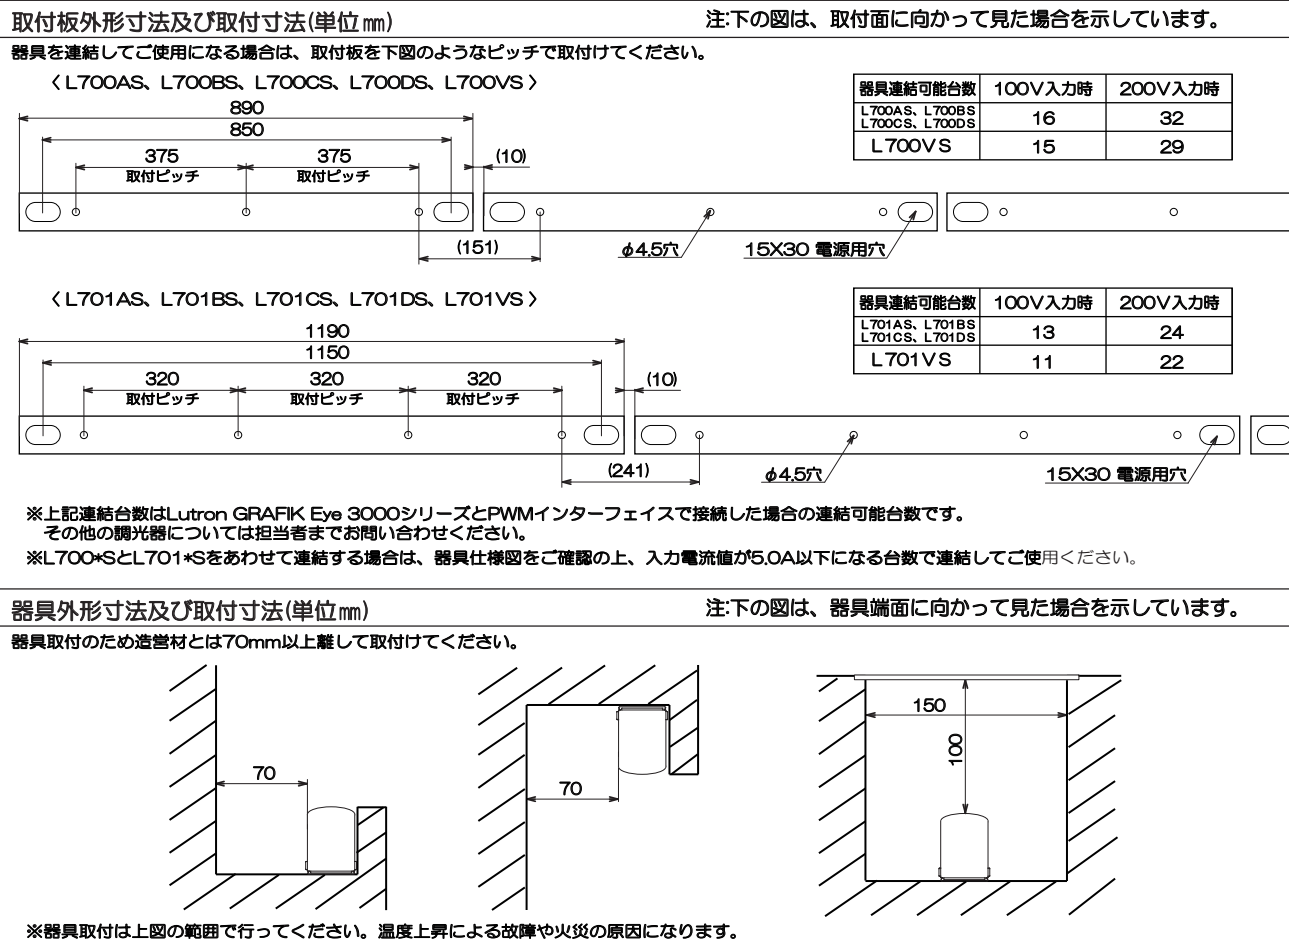 取付板外形寸法及び取付寸法(単位㎜)
注:下の図は、取付面に向かって見た場合を示しています。
器具を連結してご使用になる場合は、取付板を下図のようなピッチで取付けてください。
〈 L700AS、L700BS、L700CS、L700DS、L700VS 〉
器具連結可能台数 100V入力時 200V入力時
L700AS、L700BS
L700CS、L700DS 16 32
L700VS 15 29
890
850
375 375 (10)
取付ピッチ 取付ピッチ
(151) φ4.5穴 15X30 電源用穴
〈 L701AS、L701BS、L701CS、L701DS、L701VS 〉
器具連結可能台数 100V入力時 200V入力時
L701AS、L701BS
L701CS、L701DS 13 24
L701VS 11 22
1190
1150
320 320 320 (10)
取付ピッチ 取付ピッチ 取付ピッチ
(241) φ4.5穴 15X30 電源用穴
※上記連結台数はLutron GRAFIK Eye 3000シリーズとPWMインターフェイスで接続した場合の連結可能台数です。
その他の調光器については担当者までお問い合わせください。
※L700*SとL701*Sをあわせて連結する場合は、器具仕様図をご確認の上、入力電流値が5.0A以下になる台数で連結してご使用ください。
器具外形寸法及び取付寸法(単位㎜)
注:下の図は、器具端面に向かって見た場合を示しています。
器具取付のため造営材とは70mm以上離して取付けてください。
70
70
150
100
※器具取付は上図の範囲で行ってください。温度上昇による故障や火災の原因になります。